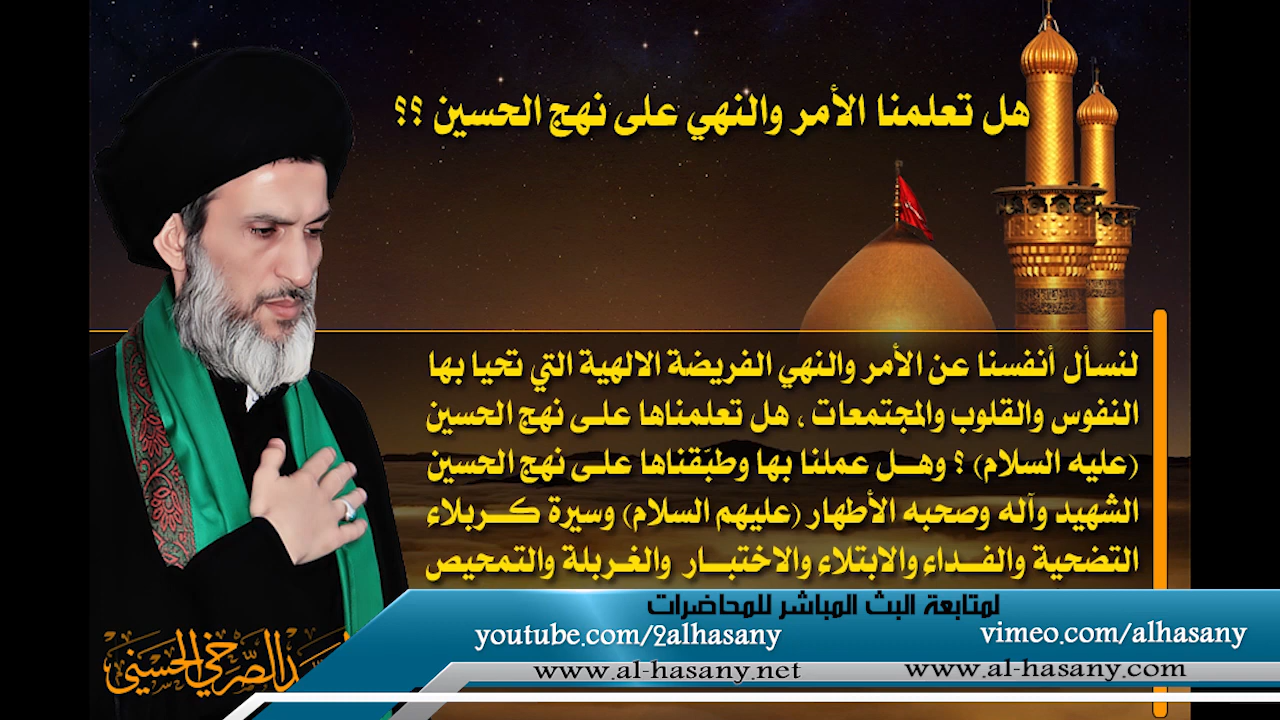 هل تعلمنا الأمر والنهي على نهج الحسين ؟؟
لنسأل أنفسنا عن الأمر والنهي الفريضة الالهية التي تحيا بها
النفوس والقلوب والمجتمعات ، هل تعلمناها على نهج الحسين
(عليه السلام) ؟ وهل عملنا بها وطبّقناها على نهج الحسين
الشهيد وآله وصحبه الأطهار (عليهم السلام) وسيرة كربلاء
التضحية والفداء والابتلاء والاختبار والغربلة والتمحيص
لمتابعة البث المباشر للمحاضرات
youtube.com/2alhasany
vimeo.com/alhasany
www.al-hasany.net
www.al-hasany.com
الصرخي الحسني